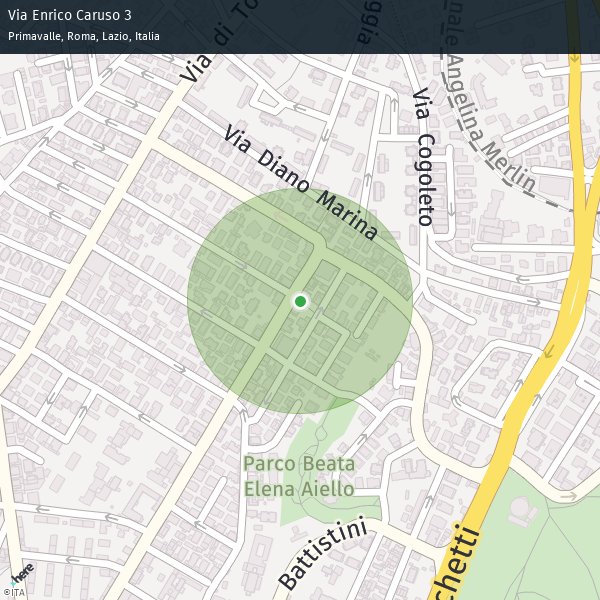 Via Enrico Caruso 3
Primavalle, Roma, Lazio, Italia
Via di To
ggia
nale Angelina Merlin
Via Cogoleto
Via Diano Marina
Parco Beata
Elena Aiello
Battistini
chetti
here
©ITA